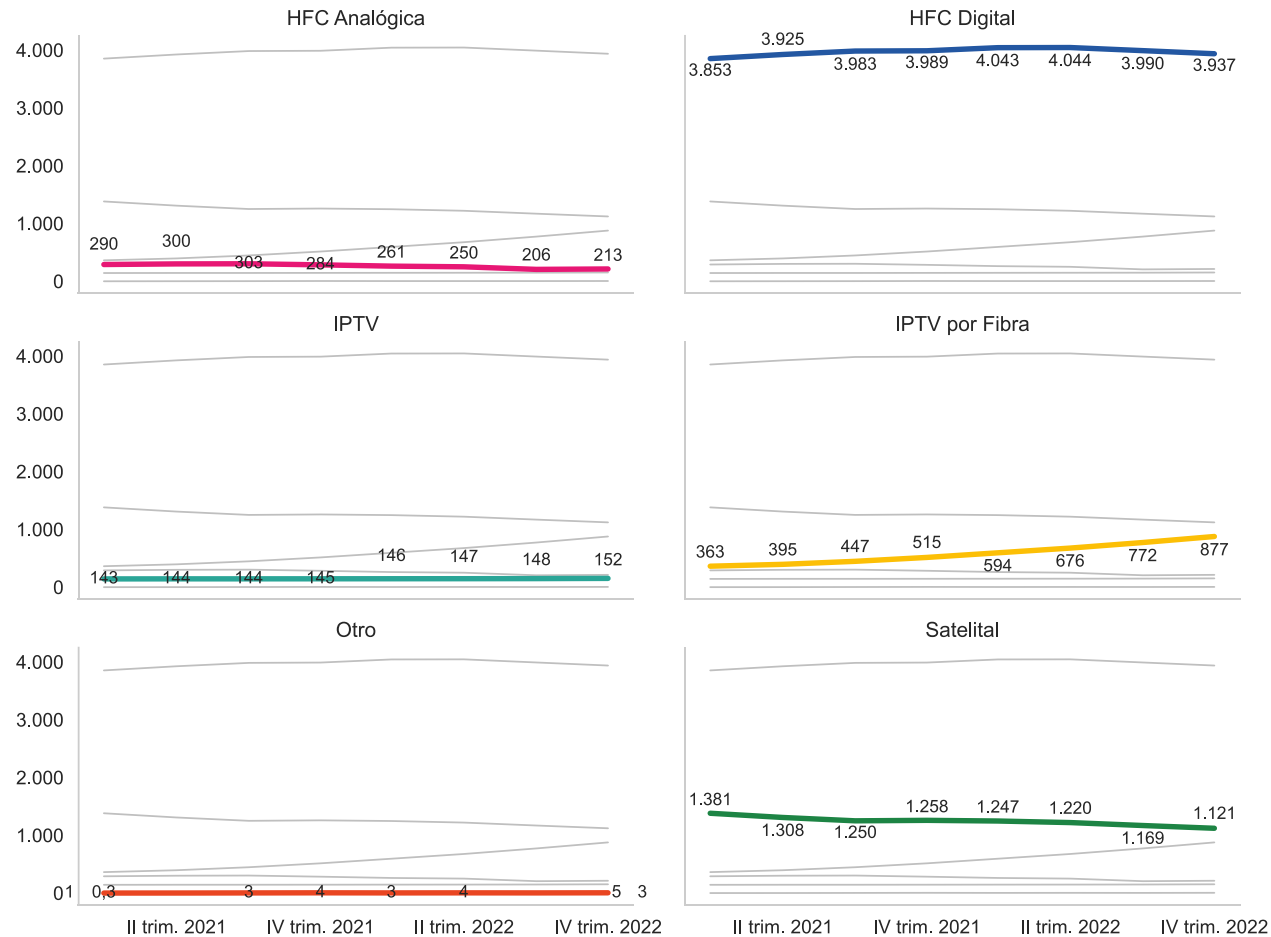 HFC Analógica
HFC Digital
4.000
3.000
2.000
1.000
0
290 300 303 284 261 250 206 213
3.853 3.925 3.983 3.989 4.043 4.044 3.990 3.937
IPTV
IPTV por Fibra
4.000
3.000
2.000
1.000
0
143 144 144 145 146 147 148 152
363 395 447 515 594 676 772 877
Otro
Satelital
4.000
3.000
2.000
1.000
0
1 0,3 3 4 3 4 5 3
1.381 1.308 1.250 1.258 1.247 1.220 1.169 1.121
II trim. 2021 IV trim. 2021 II trim. 2022 IV trim. 2022
II trim. 2021 IV trim. 2021 II trim. 2022 IV trim. 2022